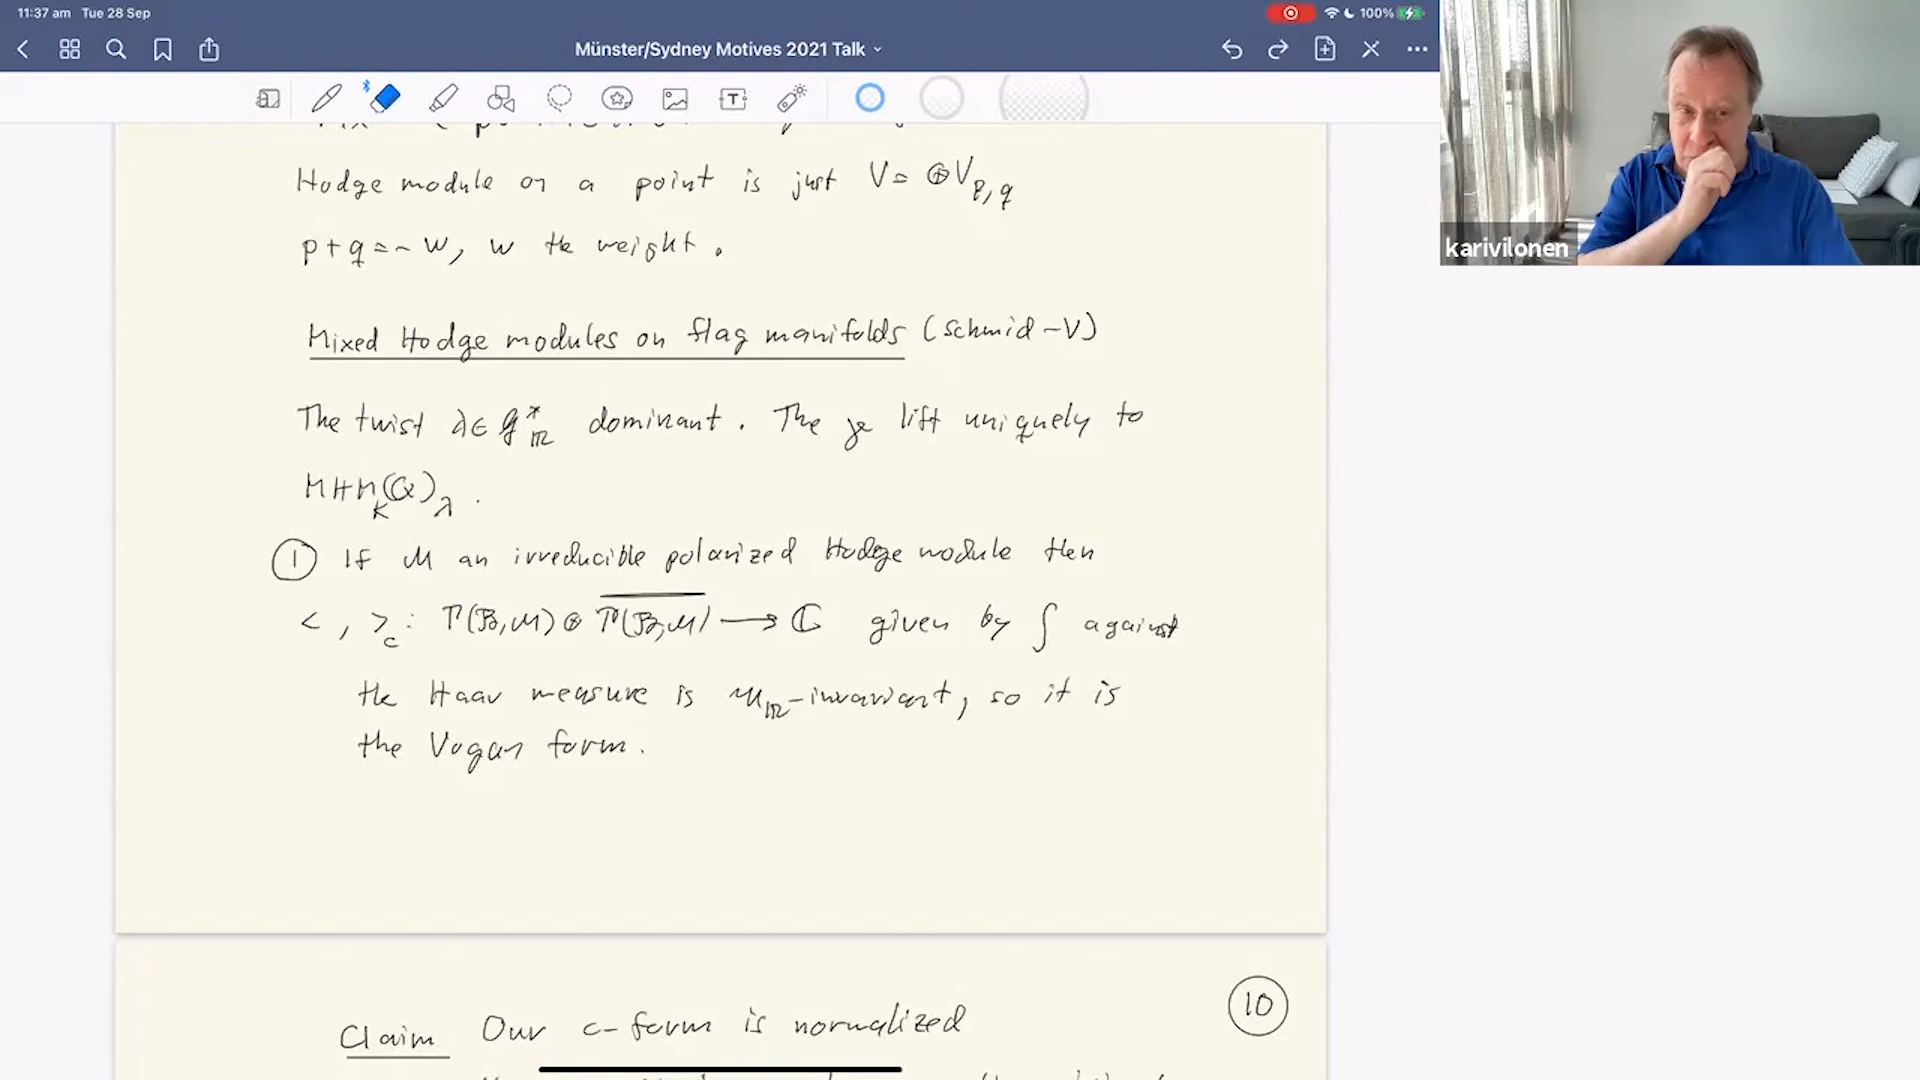 11:37 am Tue 28 Sep
100%
Münster/Sydney Motives 2021 Talk
karivilonen
Hodge module on a point is just V = ⊕V_{p,q}
p+q = -w, w the weight.
Mixed Hodge modules on flag manifolds (Schmid-V)
The twist λ ∈ 𝔥*_ℝ dominant. The lift uniquely to
MHM_K(Q)_λ.
① If M an irreducible polarized Hodge module then
< , >_c : Γ(B,M) ⊗ \overline{Γ(B,M)} → ℂ given by ∫ against
the Haar measure is 𝔲_ℝ-invariant, so it is
the Vogan form.
⑩
Claim Our c-form is normalized